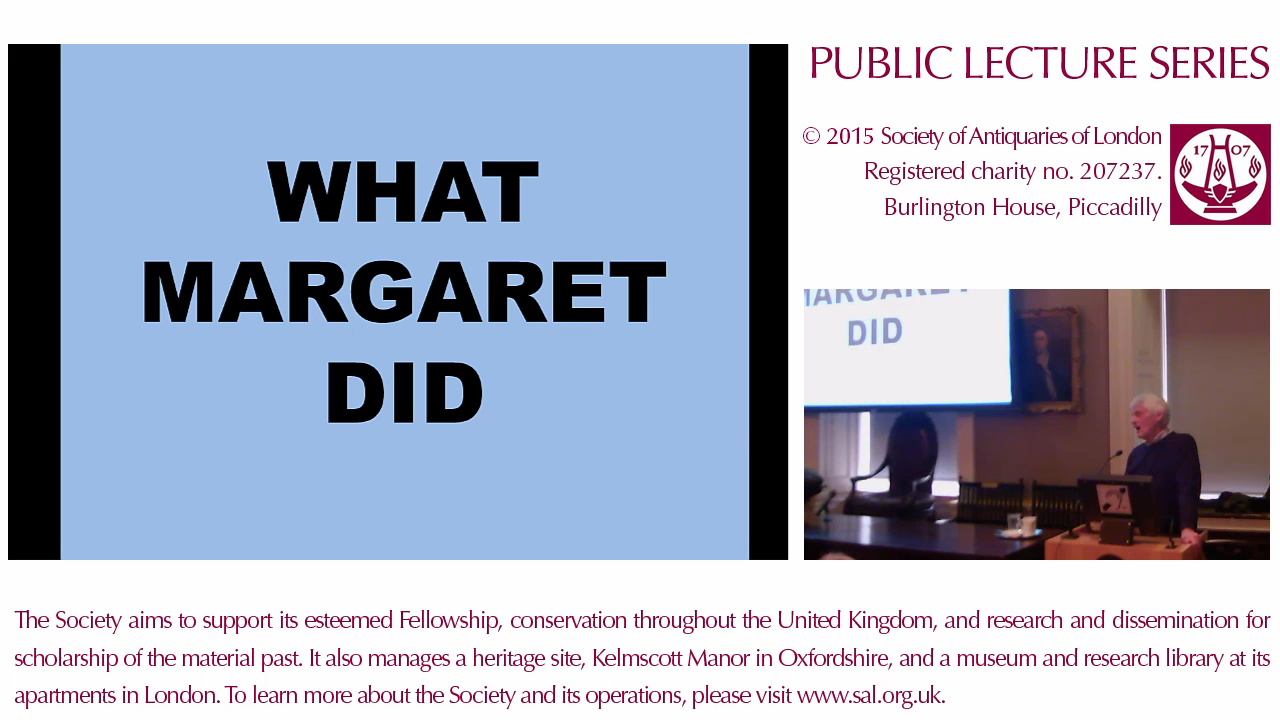 WHAT
MARGARET
DID
PUBLIC LECTURE SERIES
© 2015 Society of Antiquaries of London
Registered charity no. 207237.
Burlington House, Piccadilly
17 07
MARGARET
DID
The Society aims to support its esteemed Fellowship, conservation throughout the United Kingdom, and research and dissemination for
scholarship of the material past. It also manages a heritage site, Kelmscott Manor in Oxfordshire, and a museum and research library at its
apartments in London. To learn more about the Society and its operations, please visit www.sal.org.uk.